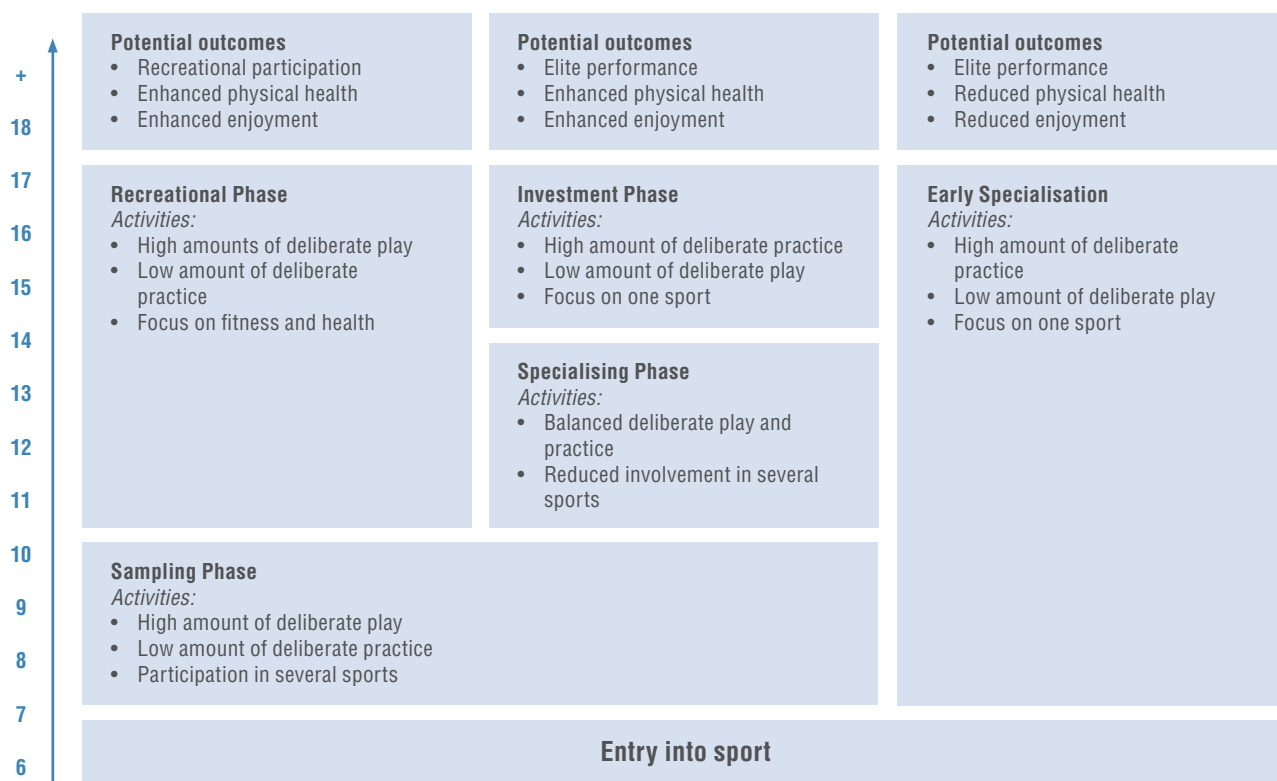 Potential outcomes
• Recreational participation
• Enhanced physical health
• Enhanced enjoyment
Potential outcomes
• Elite performance
• Enhanced physical health
• Enhanced enjoyment
Potential outcomes
• Elite performance
• Reduced physical health
• Reduced enjoyment
Recreational Phase
Activities:
• High amounts of deliberate play
• Low amount of deliberate
practice
• Focus on fitness and health
Investment Phase
Activities:
• High amount of deliberate practice
• Low amount of deliberate play
• Focus on one sport
Early Specialisation
Activities:
• High amount of deliberate
practice
• Low amount of deliberate play
• Focus on one sport
Specialising Phase
Activities:
• Balanced deliberate play and
practice
• Reduced involvement in several
sports
Sampling Phase
Activities:
• High amount of deliberate play
• Low amount of deliberate practice
• Participation in several sports
Entry into sport
+
18
17
16
15
14
13
12
11
10
9
8
7
6